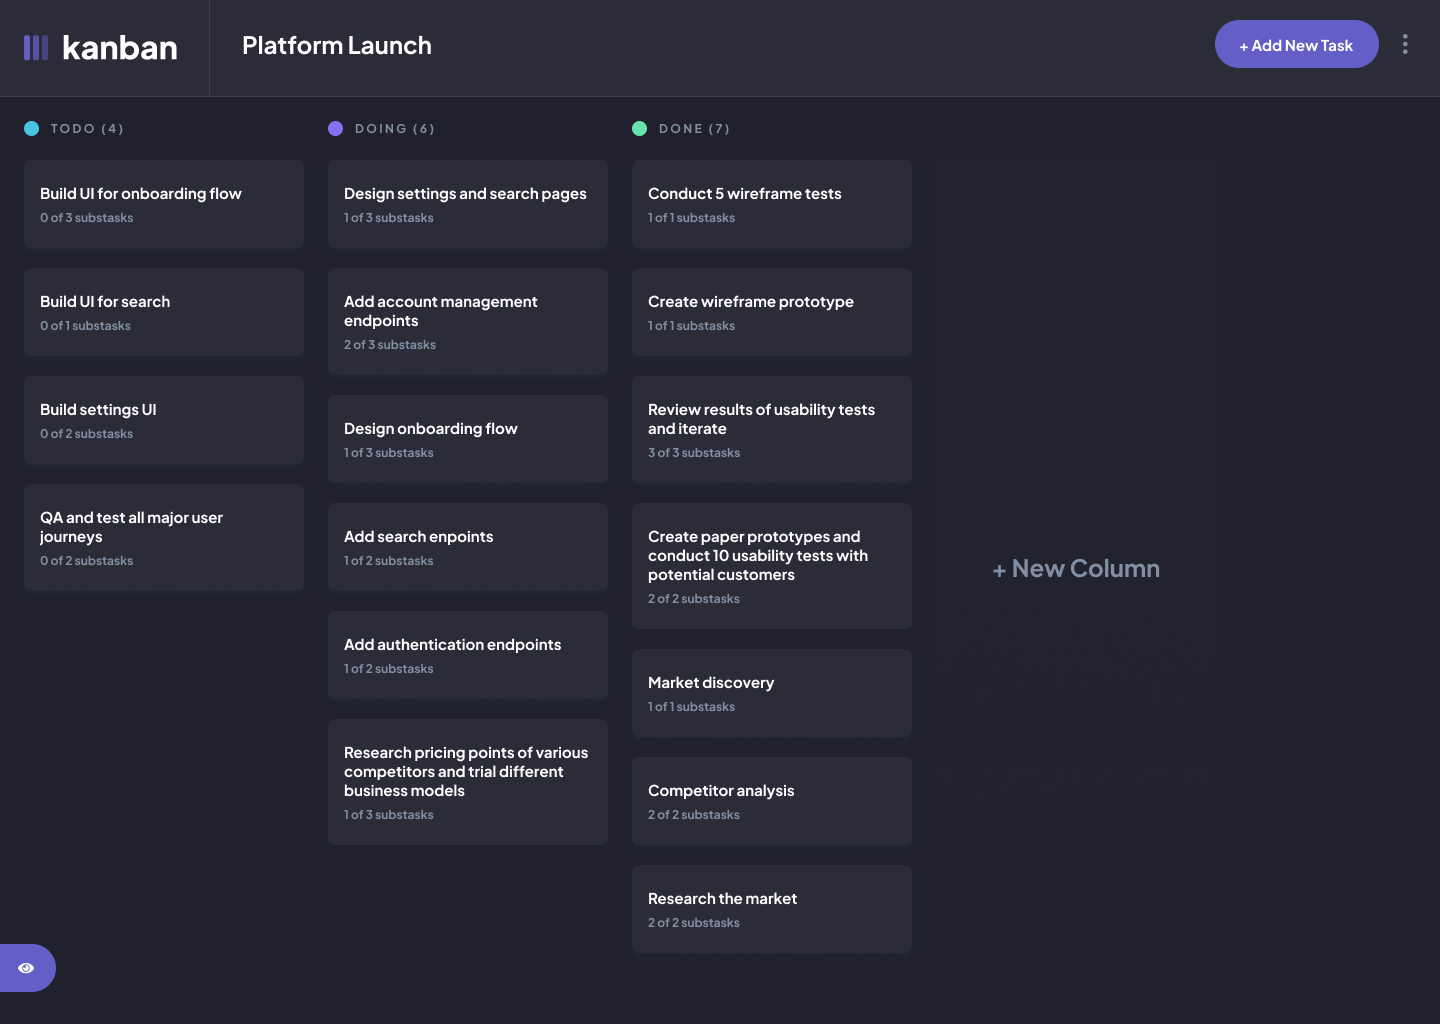 kanban
Platform Launch
+ Add New Task
TODO (4)
Build UI for onboarding flow
0 of 3 substasks
Build UI for search
0 of 1 substasks
Build settings UI
0 of 2 substasks
QA and test all major user
journeys
0 of 2 substasks
DOING (6)
Design settings and search pages
1 of 3 substasks
Add account management
endpoints
2 of 3 substasks
Design onboarding flow
1 of 3 substasks
Add search enpoints
1 of 2 substasks
Add authentication endpoints
1 of 2 substasks
Research pricing points of various
competitors and trial different
business models
1 of 3 substasks
DONE (7)
Conduct 5 wireframe tests
1 of 1 substasks
Create wireframe prototype
1 of 1 substasks
Review results of usability tests
and iterate
3 of 3 substasks
Create paper prototypes and
conduct 10 usability tests with
potential customers
2 of 2 substasks
Market discovery
1 of 1 substasks
Competitor analysis
2 of 2 substasks
Research the market
2 of 2 substasks
+ New Column